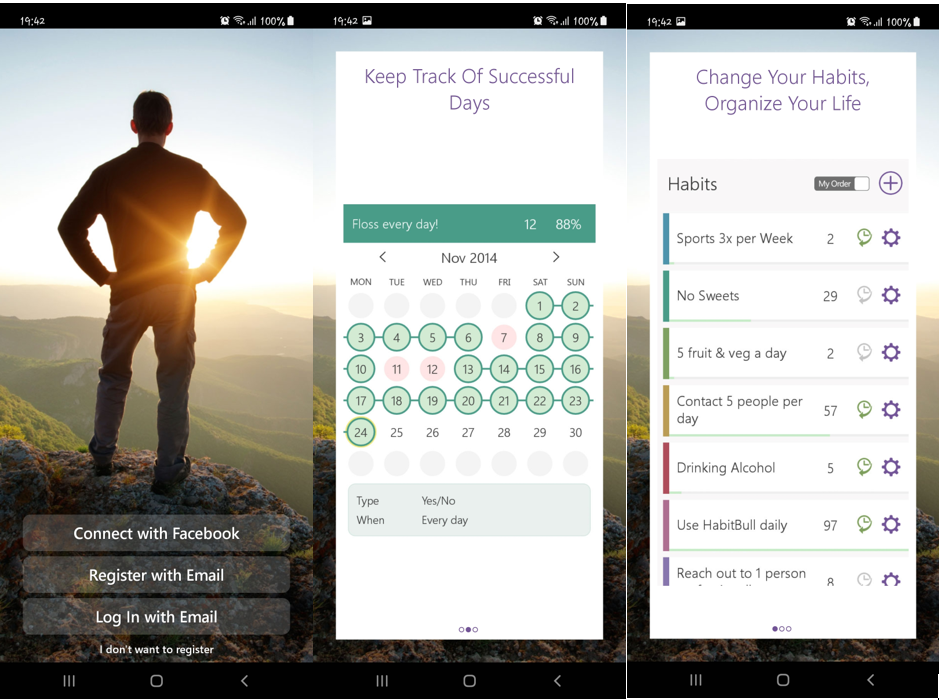 19:42
100%
Connect with Facebook
Register with Email
Log In with Email
I don't want to register
19:42
100%
Keep Track Of Successful
Days
Floss every day! 12 88%
Nov 2014
MON TUE WED THU FRI SAT SUN
1 2
3 4 5 6 7 8 9
10 11 12 13 14 15 16
17 18 19 20 21 22 23
24 25 26 27 28 29 30
Type Yes/No
When Every day
19:42
100%
Change Your Habits,
Organize Your Life
Habits My Order
Sports 3x per Week 2
No Sweets 29
5 fruit & veg a day 2
Contact 5 people per
day 57
Drinking Alcohol 5
Use HabitBull daily 97
Reach out to 1 person
8